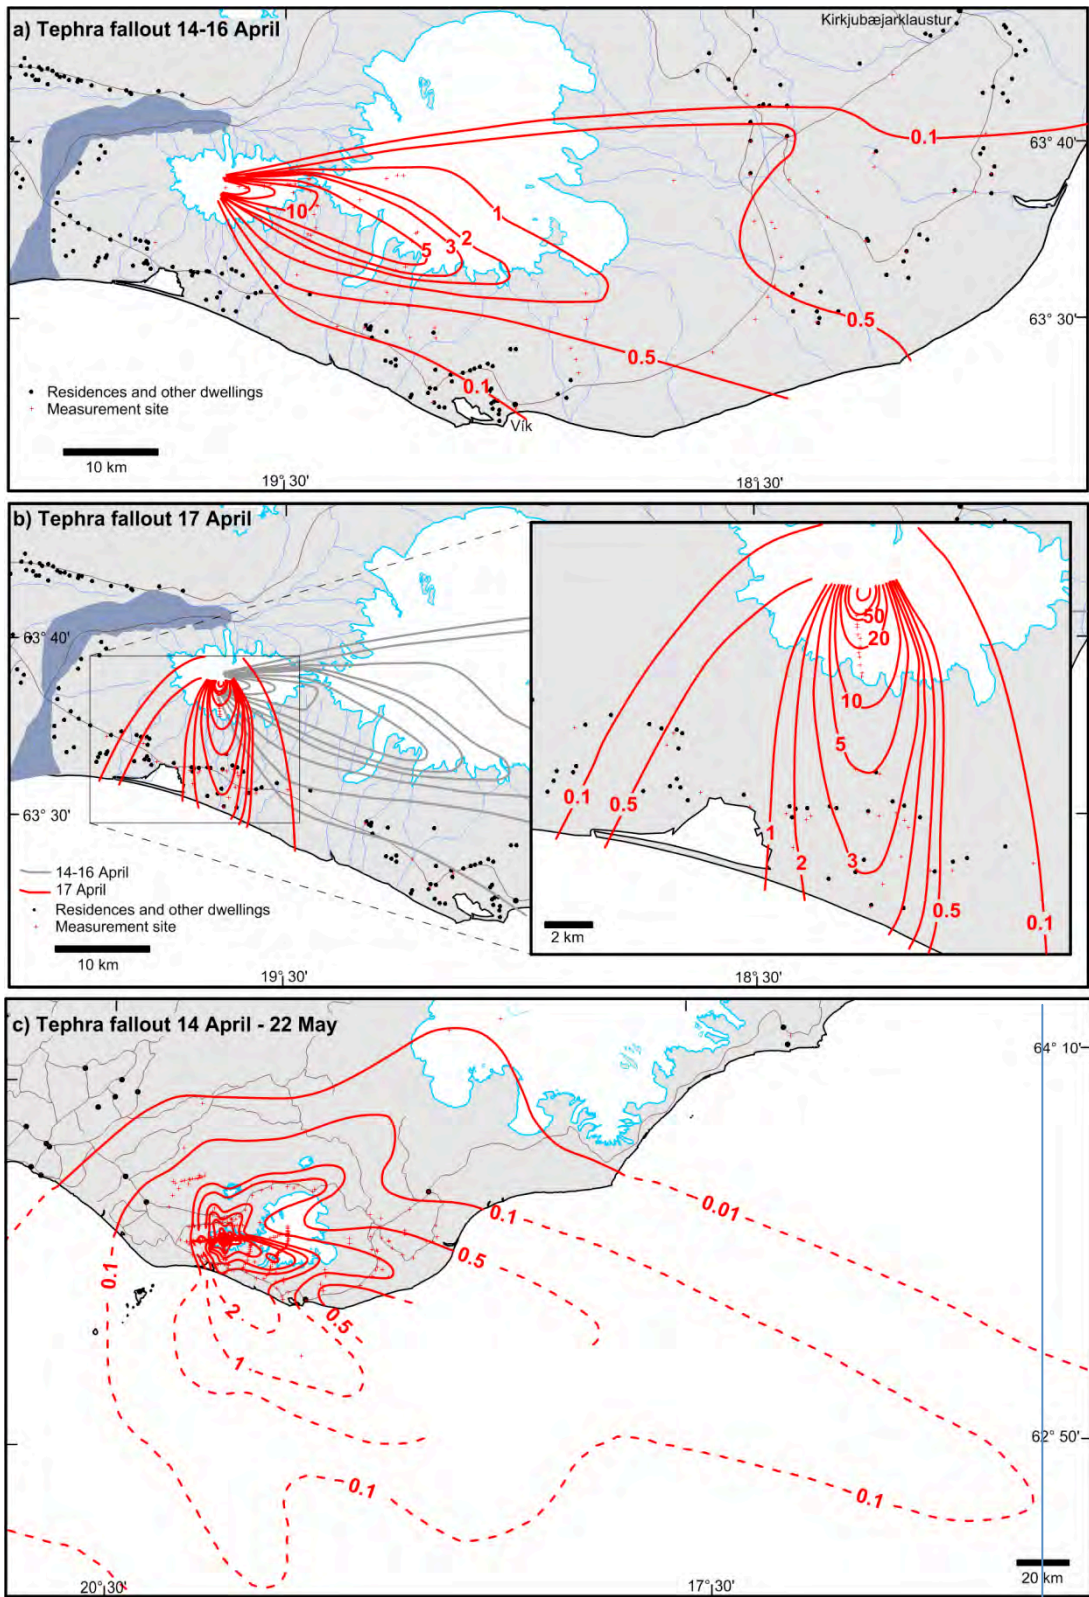 a) Tephra fallout 14-16 April
Kirkjubæjarklaustur
0.1
63° 40'
10
1
5
3
2
63° 30'
0.5
0.5
0.1
Residences and other dwellings
Measurement site
Vík
10 km
19° 30'
18° 30'
b) Tephra fallout 17 April
63° 40'
50
20
10
5
63° 30'
0.1
0.5
1
2
3
0.5
0.1
14-16 April
17 April
Residences and other dwellings
Measurement site
10 km
2 km
19° 30'
18° 30'
c) Tephra fallout 14 April - 22 May
64° 10'
0.1
0.01
0.5
0.1
2
0.5
1
62° 50'
0.1
0.1
20 km
20° 30'
17° 30'